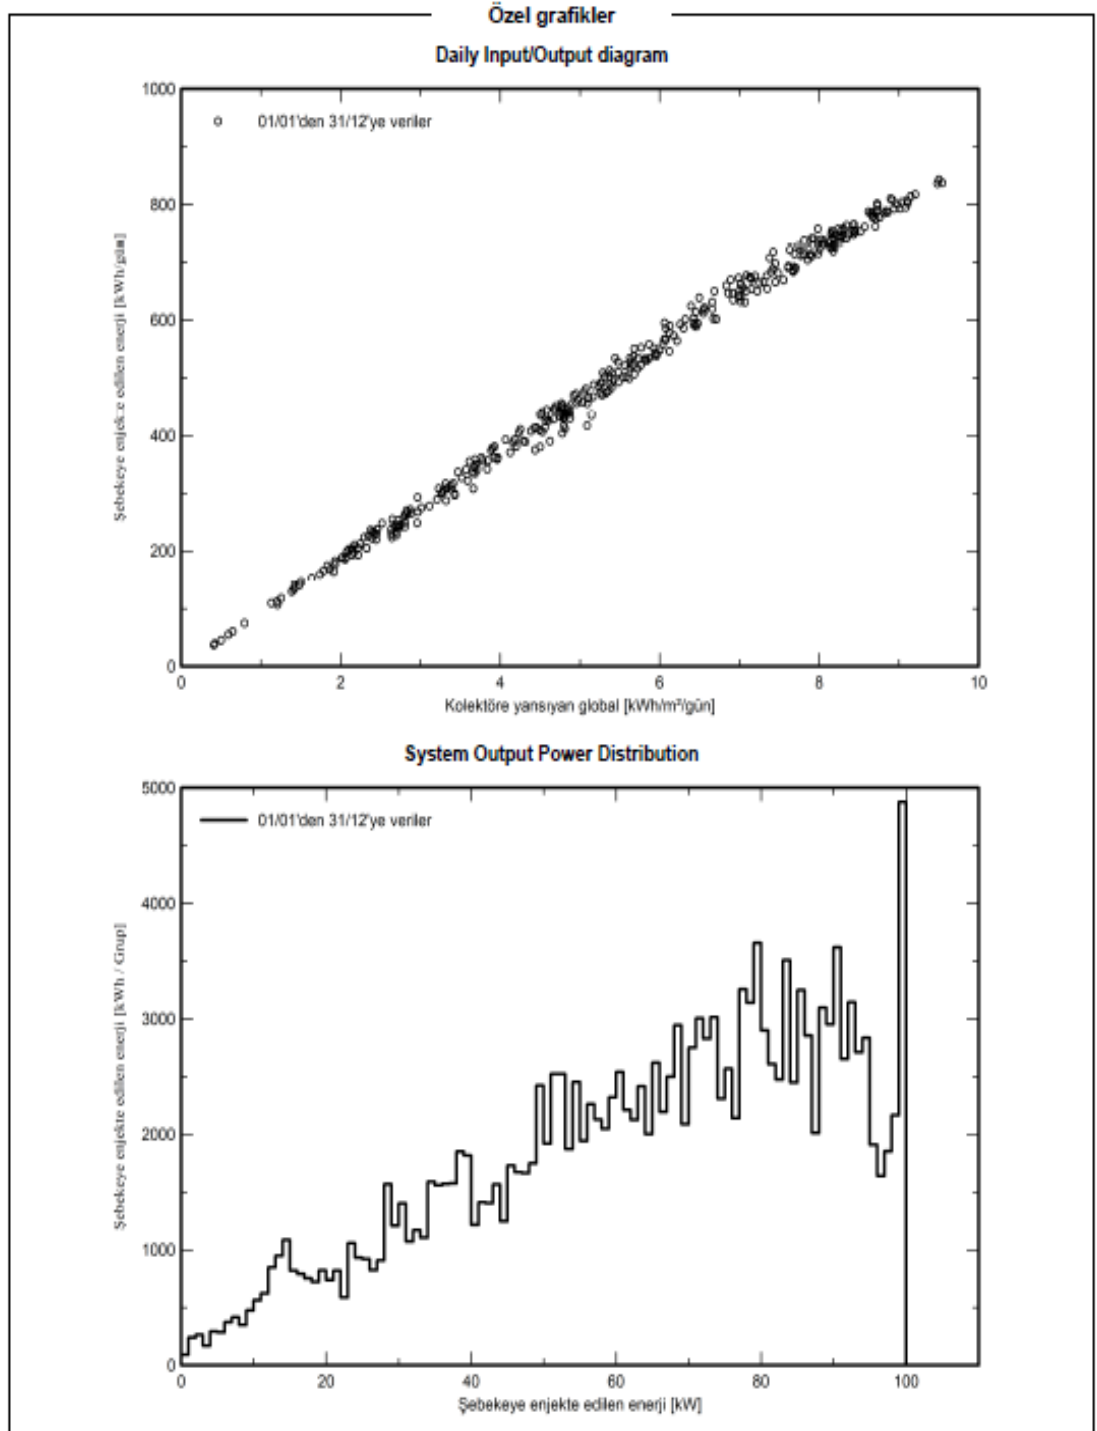 Özel grafikler
Daily Input/Output diagram
1000
01/01'den 31/12'ye veriler
800
600
400
200
0
Şebekeye enjekte edilen enerji [kWh/gün]
0 2 4 6 8 10
Kolektöre yansıyan global [kWh/m²/gün]
System Output Power Distribution
5000
01/01'den 31/12'ye veriler
4000
3000
2000
1000
0
Şebekeye enjekte edilen enerji [kWh / Grup]
0 20 40 60 80 100
Şebekeye enjekte edilen enerji [kW]